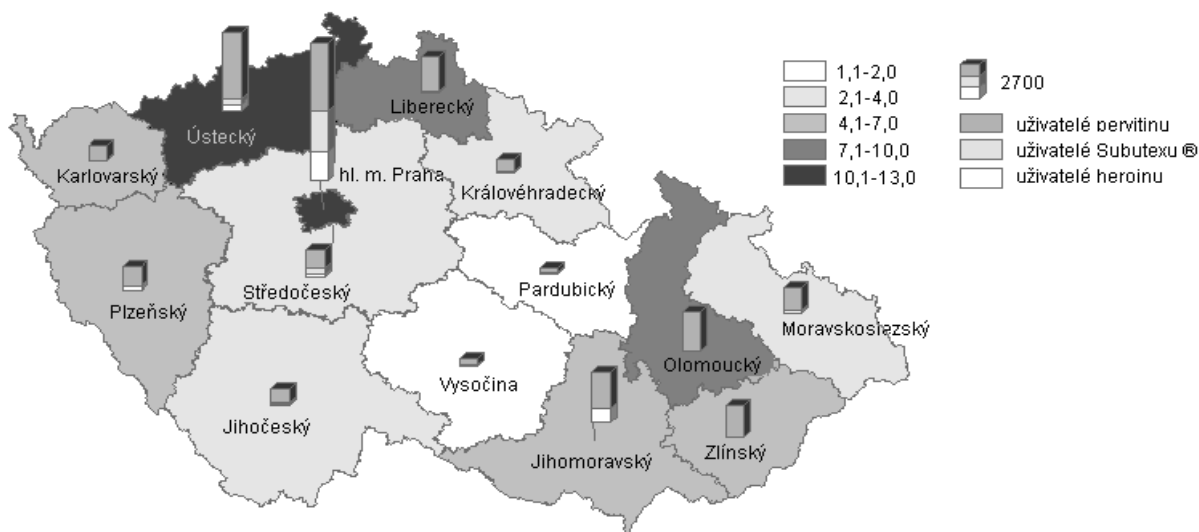 1,1-2,0
2,1-4,0
4,1-7,0
7,1-10,0
10,1-13,0
2700
uživatelé pervitinu
uživatelé Subutexu ®
uživatelé heroinu
Liberecký
Ústecký
Karlovarský
hl. m. Praha
Královéhradecký
Středočeský
Pardubický
Plzeňský
Moravskoslezský
Olomoucký
Vysočina
Jihočeský
Zlínský
Jihomoravský